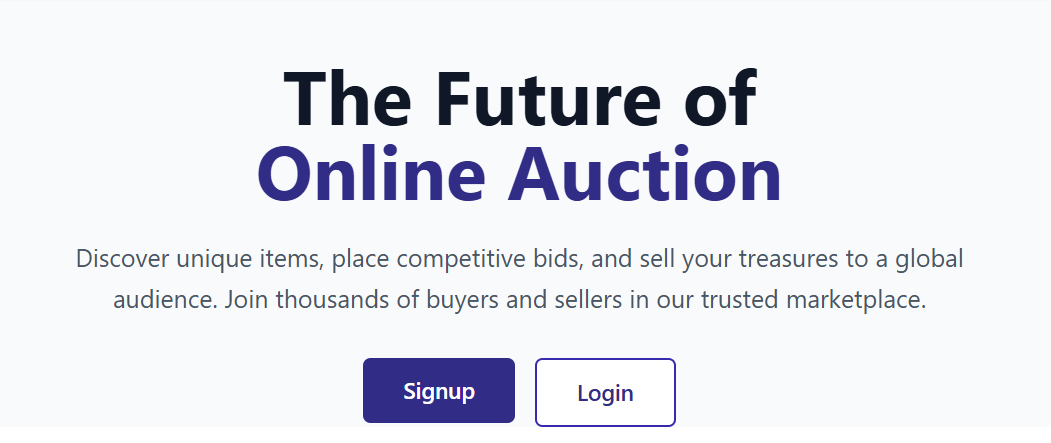 The Future of
Online Auction
Discover unique items, place competitive bids, and sell your treasures to a global
audience. Join thousands of buyers and sellers in our trusted marketplace.
Signup
Login